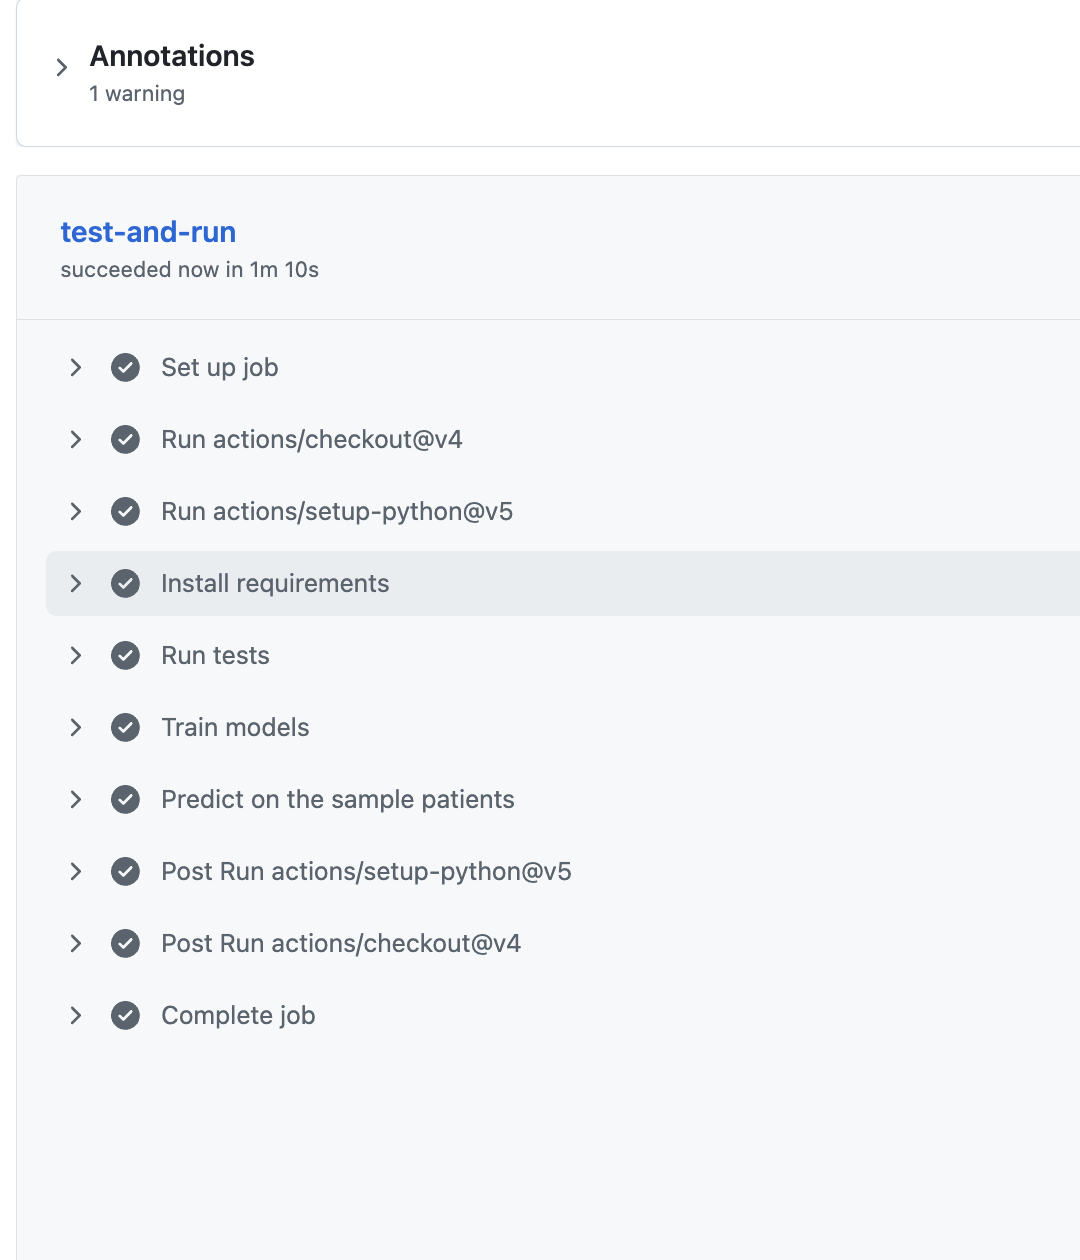 Annotations
1 warning
test-and-run
succeeded now in 1m 10s
Set up job
Run actions/checkout@v4
Run actions/setup-python@v5
Install requirements
Run tests
Train models
Predict on the sample patients
Post Run actions/setup-python@v5
Post Run actions/checkout@v4
Complete job